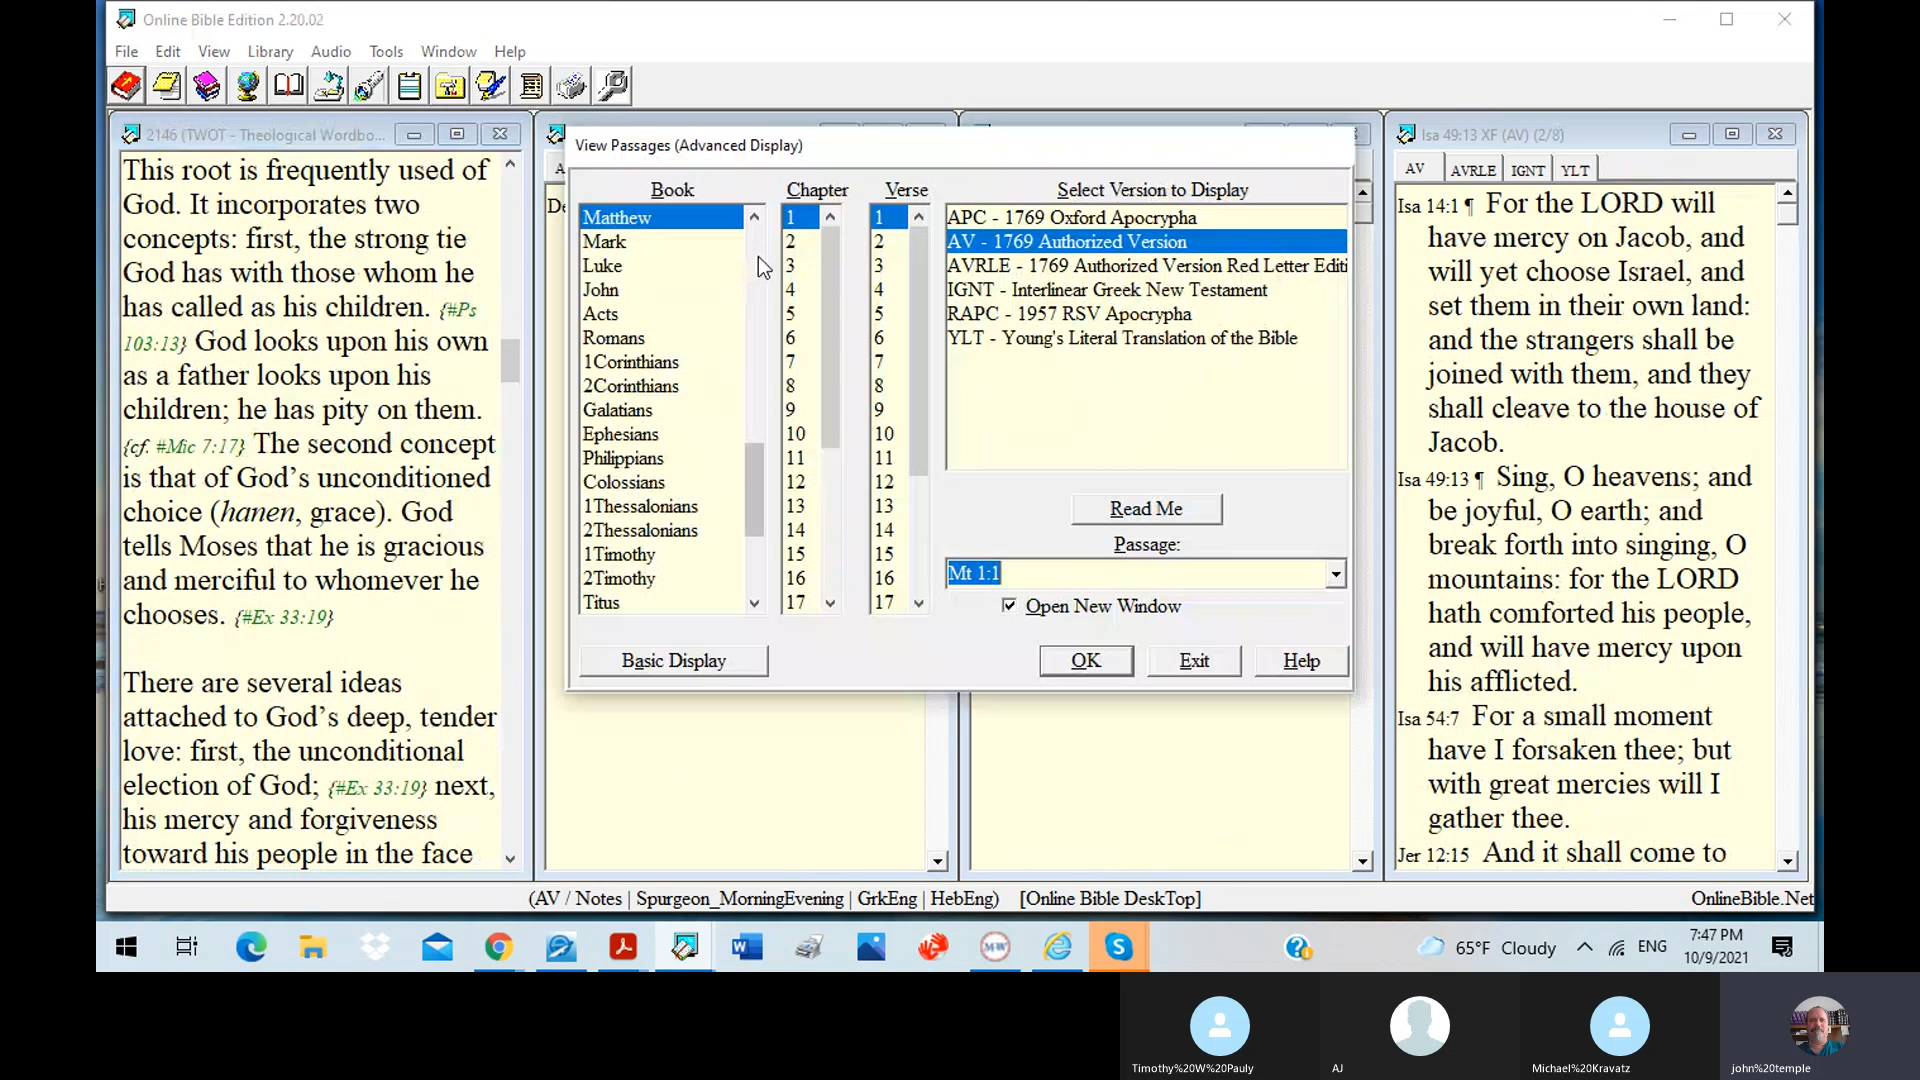 Online Bible Edition 2.20.02
File Edit View Library Audio Tools Window Help
2146 (TWOT - Theological Wordbo...
This root is frequently used of
God. It incorporates two
concepts: first, the strong tie
God has with those whom he
has called as his children. {#Ps
103:13} God looks upon his own
as a father looks upon his
children; he has pity on them.
{cf. #Mic 7:17} The second concept
is that of God’s unconditioned
choice (hanen, grace). God
tells Moses that he is gracious
and merciful to whomever he
chooses. {#Ex 33:19}
There are several ideas
attached to God’s deep, tender
love: first, the unconditional
election of God; {#Ex 33:19} next,
his mercy and forgiveness
toward his people in the face
View Passages (Advanced Display)
Book
Matthew
Mark
Luke
John
Acts
Romans
1Corinthians
2Corinthians
Galatians
Ephesians
Philippians
Colossians
1Thessalonians
2Thessalonians
1Timothy
2Timothy
Titus
Chapter
1
2
3
4
5
6
7
8
9
10
11
12
13
14
15
16
17
Verse
1
2
3
4
5
6
7
8
9
10
11
12
13
14
15
16
17
Select Version to Display
APC - 1769 Oxford Apocrypha
AV - 1769 Authorized Version
AVRLE - 1769 Authorized Version Red Letter Editi
IGNT - Interlinear Greek New Testament
RAPC - 1957 RSV Apocrypha
YLT - Young's Literal Translation of the Bible
Read Me
Passage:
Mt 1:1
Open New Window
Basic Display
OK Exit Help
Isa 49:13 XF (AV) (2/8)
AV AVRLE IGNT YLT
Isa 14:1 ¶ For the LORD will
have mercy on Jacob, and
will yet choose Israel, and
set them in their own land:
and the strangers shall be
joined with them, and they
shall cleave to the house of
Jacob.
Isa 49:13 ¶ Sing, O heavens; and
be joyful, O earth; and
break forth into singing, O
mountains: for the LORD
hath comforted his people,
and will have mercy upon
his afflicted.
Isa 54:7 For a small moment
have I forsaken thee; but
with great mercies will I
gather thee.
Jer 12:15 And it shall come to
(AV / Notes | Spurgeon_MorningEvening | GrkEng | HebEng) [Online Bible DeskTop] OnlineBible.Net
65°F Cloudy ENG
7:47 PM
10/9/2021
Timothy%20W%20Pauly
AJ
Michael%20Kravatz
john%20temple